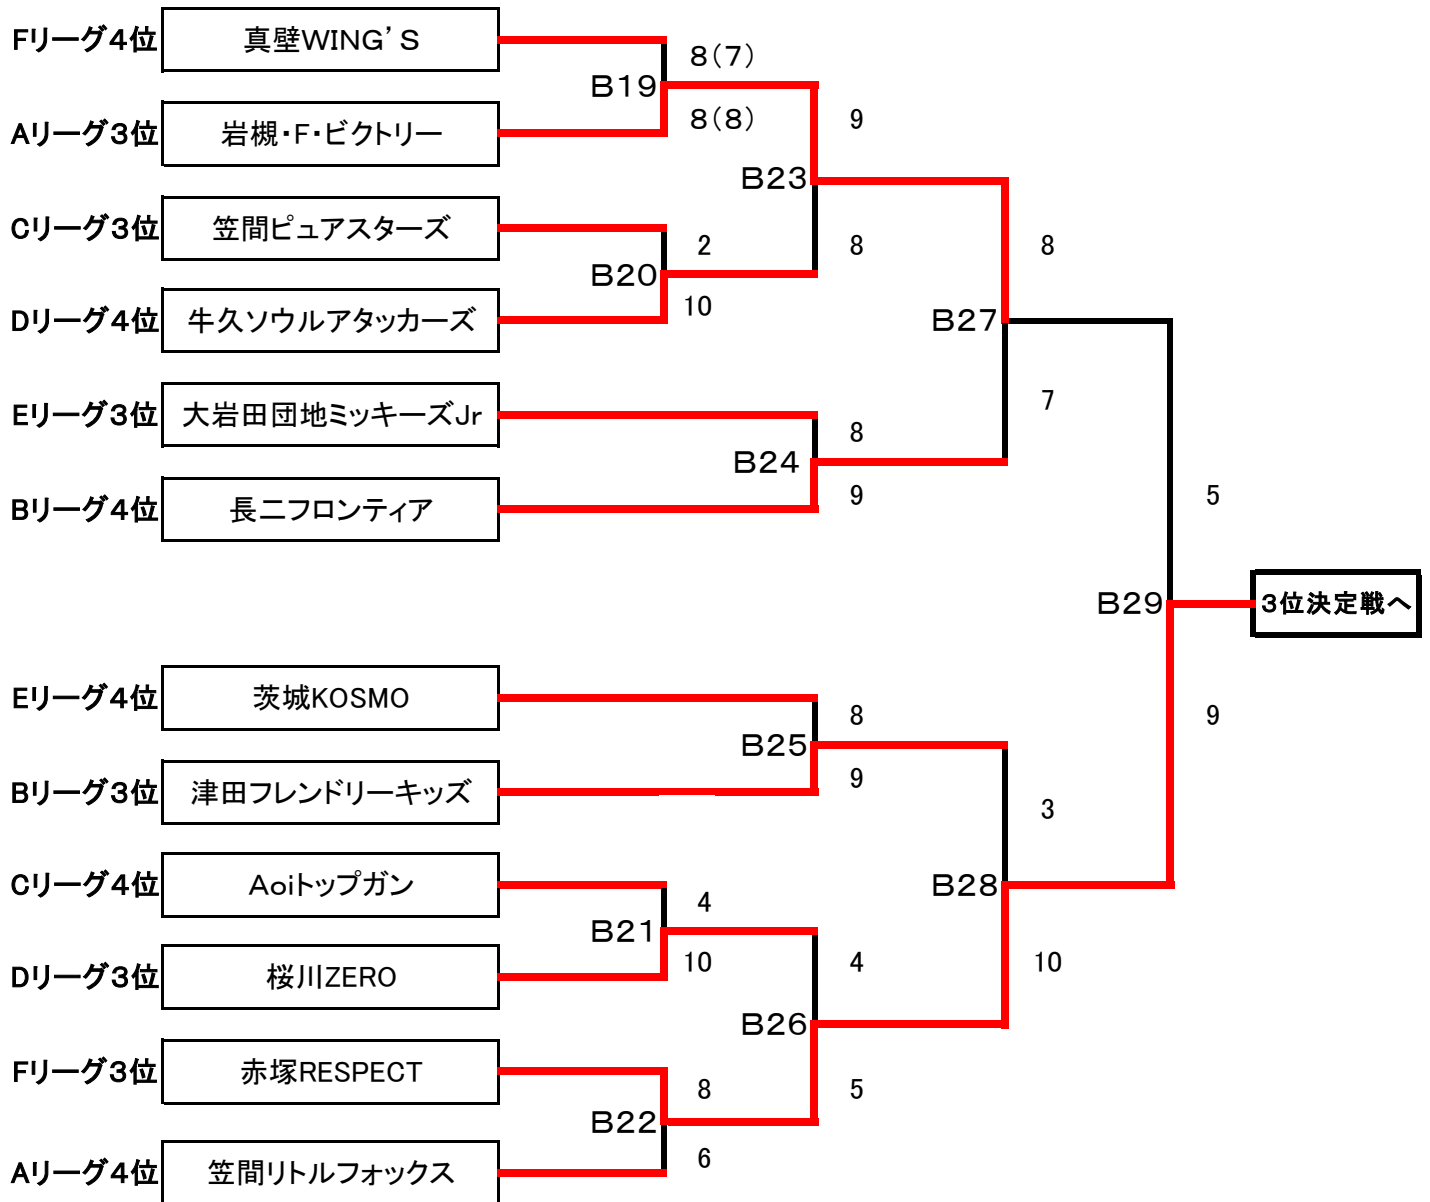 Fリーグ4位 真壁WING’S
8(7)
B19
Aリーグ3位 岩槻・F・ビクトリー
8(8)
9
B23
Cリーグ3位 笠間ピュアスターズ
2
8
8
B20
Dリーグ4位 牛久ソウルアタッカーズ
10
B27
Eリーグ3位 大岩田団地ミッキーズJr
7
8
B24
Bリーグ4位 長二フロンティア
9
5
B29
3位決定戦へ
Eリーグ4位 茨城KOSMO
8
9
B25
Bリーグ3位 津田フレンドリーキッズ
9
3
Cリーグ4位 Aoiトップガン
4
B28
B21
Dリーグ3位 桜川ZERO
10
4
10
B26
Fリーグ3位 赤塚RESPECT
8
5
B22
Aリーグ4位 笠間リトルフォックス
6